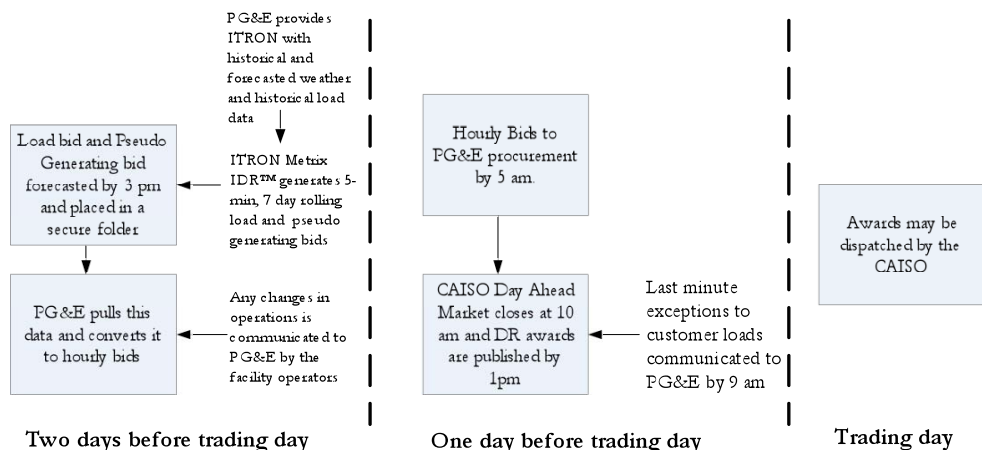 PG&E provides
ITRON with
historical and
forecasted weather
and historical load
data
Load bid and Pseudo
Generating bid
forecasted by 3 pm
and placed in a
secure folder
ITRON Metrix
IDR™ generates 5-
min, 7 day rolling
load and pseudo
generating bids
PG&E pulls this
data and converts it
to hourly bids
Any changes in
operations is
communicated to
PG&E by the
facility operators
Two days before trading day
Hourly Bids to
PG&E procurement
by 5 am.
CAISO Day Ahead
Market closes at 10
am and DR awards
are published by
1pm
Last minute
exceptions to
customer loads
communicated to
PG&E by 9 am
One day before trading day
Awards may be
dispatched by the
CAISO
Trading day